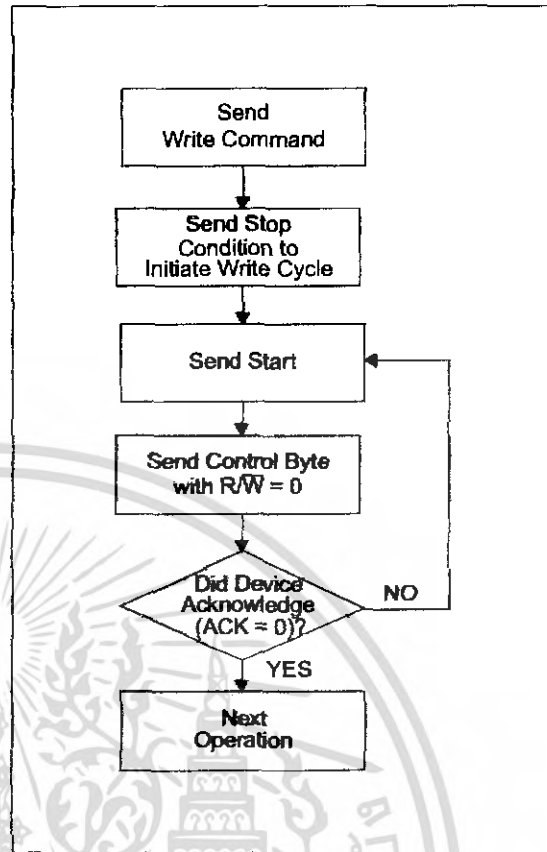 Send
Write Command
Send Stop
Condition to
Initiate Write Cycle
Send Start
Send Control Byte
with R/W̅ = 0
Did Device
Acknowledge
(ACK = 0)?
NO
YES
Next
Operation